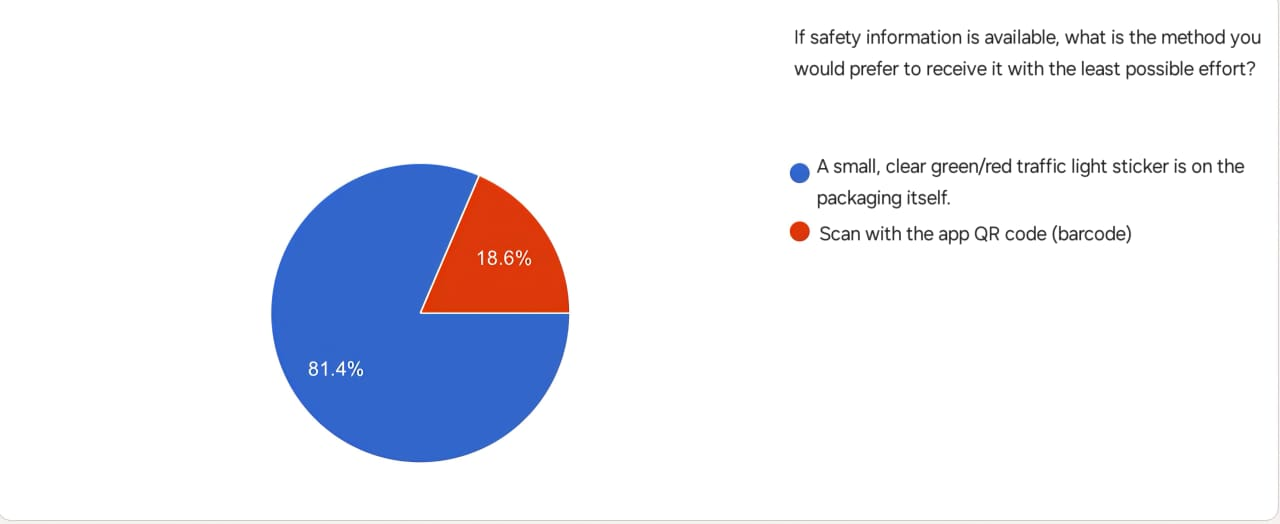 If safety information is available, what is the method you
would prefer to receive it with the least possible effort?
A small, clear green/red traffic light sticker is on the
packaging itself.
Scan with the app QR code (barcode)
18.6%
81.4%